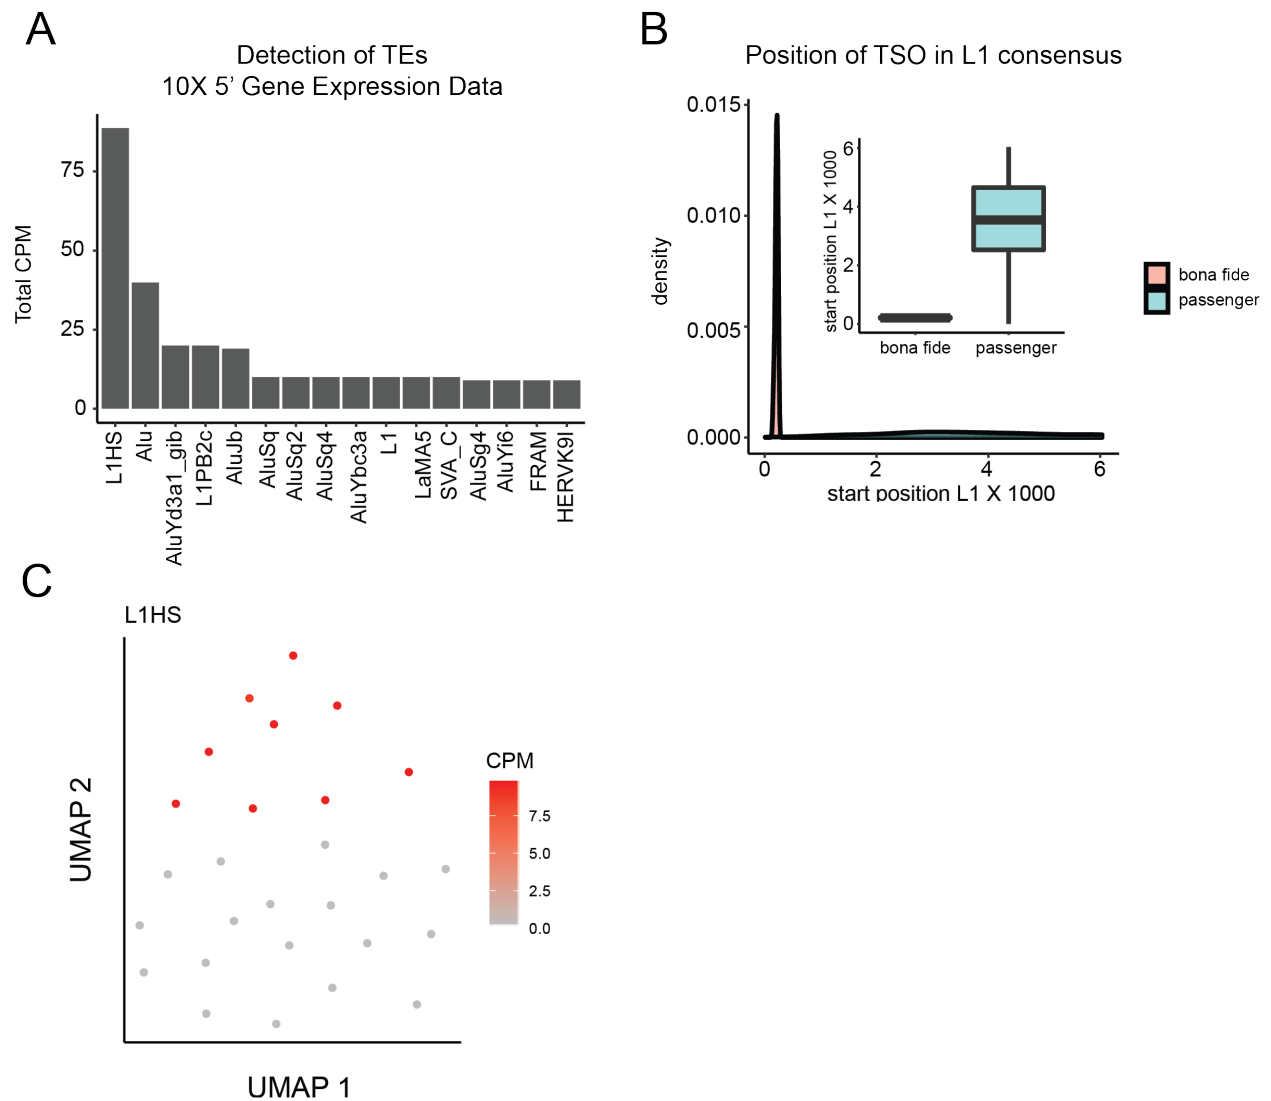 A
Detection of TEs
10X 5’ Gene Expression Data
Total CPM
75
50
25
0
L1HS
Alu
AluYd3a1_gib
L1PB2c
AluJb
AluSq
AluSq2
AluSq4
AluYbc3a
L1
LaMA5
SVA_C
AluSg4
AluYi6
FRAM
HERVK9I
B
Position of TSO in L1 consensus
density
0.015
0.010
0.005
0.000
0
2
4
6
start position L1 X 1000
start position L1 X 1000
6
4
2
0
bona fide
passenger
bona fide
passenger
C
L1HS
UMAP 2
UMAP 1
CPM
7.5
5.0
2.5
0.0